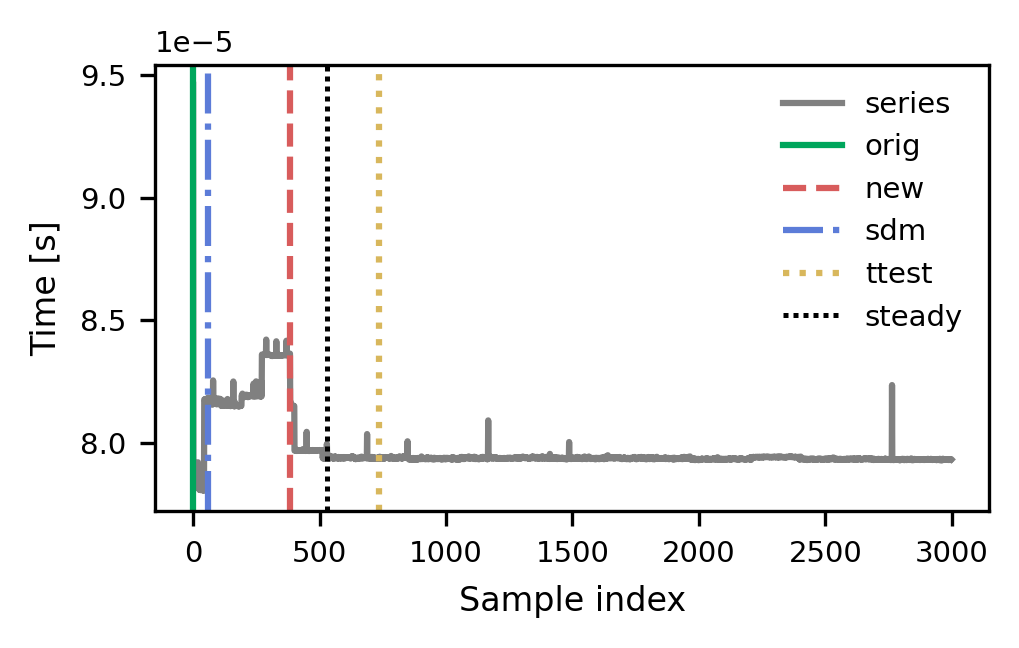 1e−5
9.5
9.0
8.5
8.0
Time [s]
series
orig
new
sdm
ttest
steady
0 500 1000 1500 2000 2500 3000
Sample index